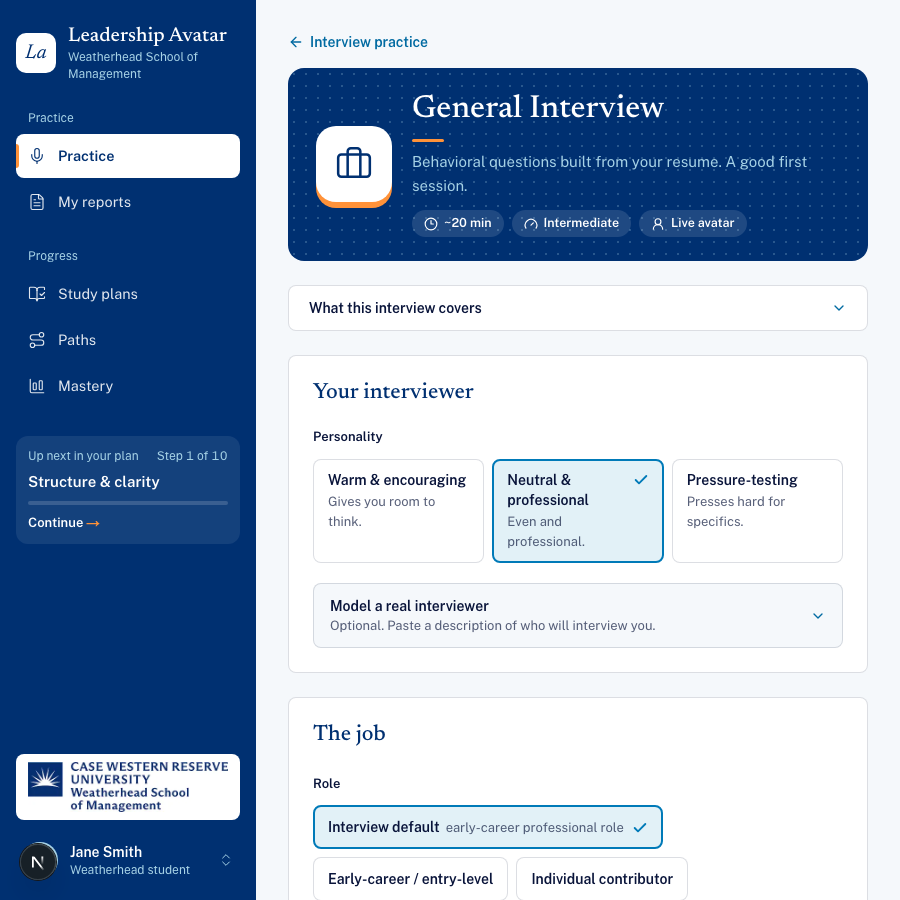 La
Leadership Avatar
Weatherhead School of
Management
Practice
Practice
My reports
Progress
Study plans
Paths
Mastery
Up next in your plan
Step 1 of 10
Structure & clarity
Continue →
CASE WESTERN RESERVE
UNIVERSITY
Weatherhead School
of Management
N
Jane Smith
Weatherhead student
← Interview practice
General Interview
Behavioral questions built from your resume. A good first
session.
~20 min
Intermediate
Live avatar
What this interview covers
Your interviewer
Personality
Warm & encouraging
Gives you room to
think.
Neutral &
professional
Even and
professional.
Pressure-testing
Presses hard for
specifics.
Model a real interviewer
Optional. Paste a description of who will interview you.
The job
Role
Interview default early-career professional role
Early-career / entry-level
Individual contributor